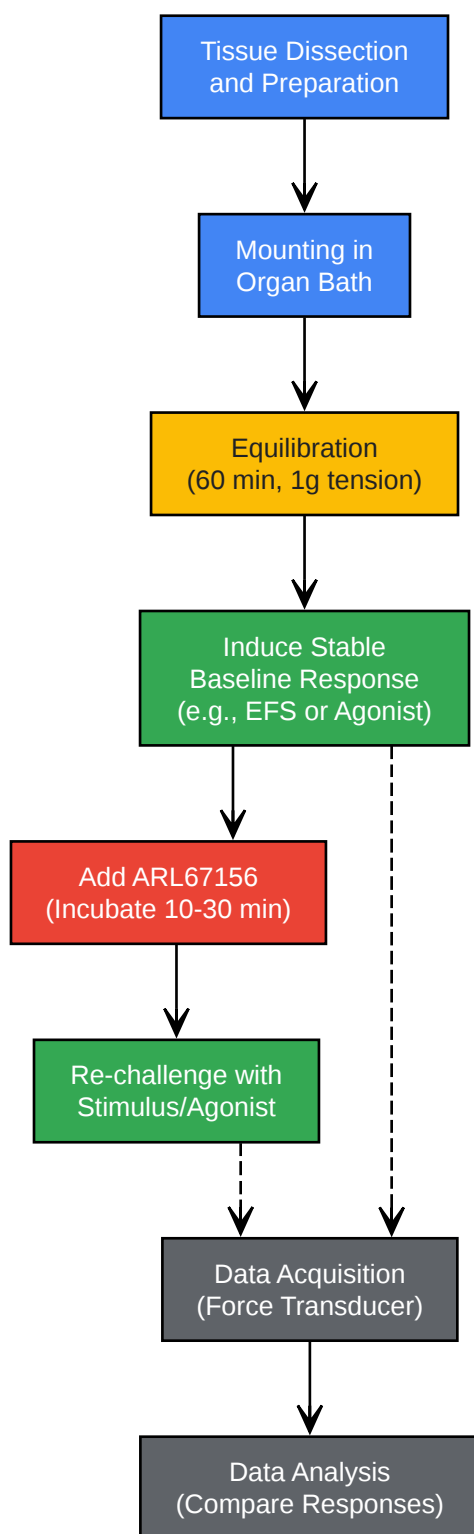 Tissue Dissection
and Preparation
Mounting in
Organ Bath
Equilibration
(60 min, 1g tension)
Induce Stable
Baseline Response
(e.g., EFS or Agonist)
Add ARL67156
(Incubate 10-30 min)
Re-challenge with
Stimulus/Agonist
Data Acquisition
(Force Transducer)
Data Analysis
(Compare Responses)